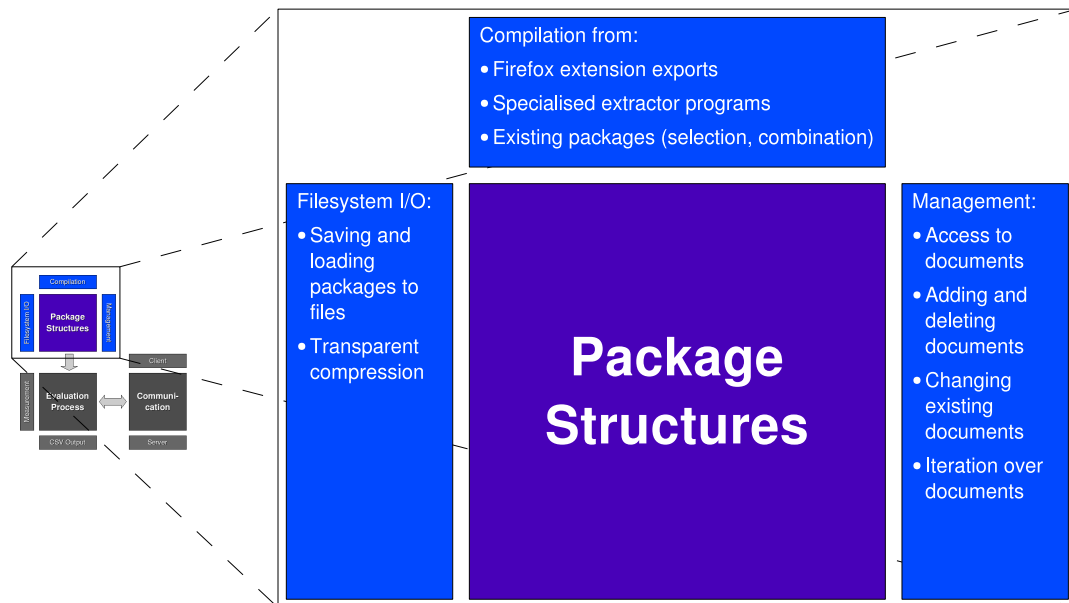 Compilation from:
• Firefox extension exports
• Specialised extractor programs
• Existing packages (selection, combination)
Filesystem I/O:
• Saving and
loading
packages to
files
• Transparent
compression
Package
Structures
Management:
• Access to
documents
• Adding and
deleting
documents
• Changing
existing
documents
• Iteration over
documents
Compilation
Filesystem I/O
Package
Structures
Management
Client
Measurement
Evaluation
Process
Communi-
cation
CSV Output
Server